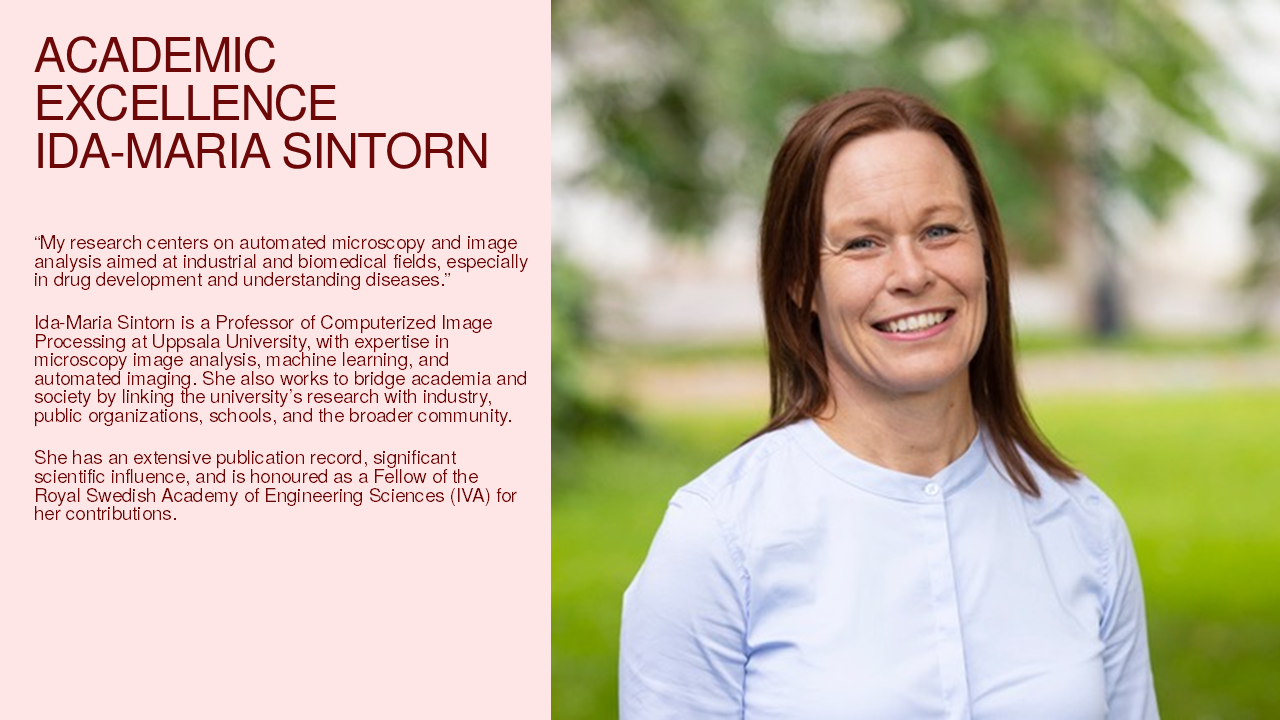 ACADEMIC
EXCELLENCE
IDA-MARIA SINTORN
“My research centers on automated microscopy and image
analysis aimed at industrial and biomedical fields, especially
in drug development and understanding diseases.”
Ida-Maria Sintorn is a Professor of Computerized Image
Processing at Uppsala University, with expertise in
microscopy image analysis, machine learning, and
automated imaging. She also works to bridge academia and
society by linking the university’s research with industry,
public organizations, schools, and the broader community.
She has an extensive publication record, significant
scientific influence, and is honoured as a Fellow of the
Royal Swedish Academy of Engineering Sciences (IVA) for
her contributions.